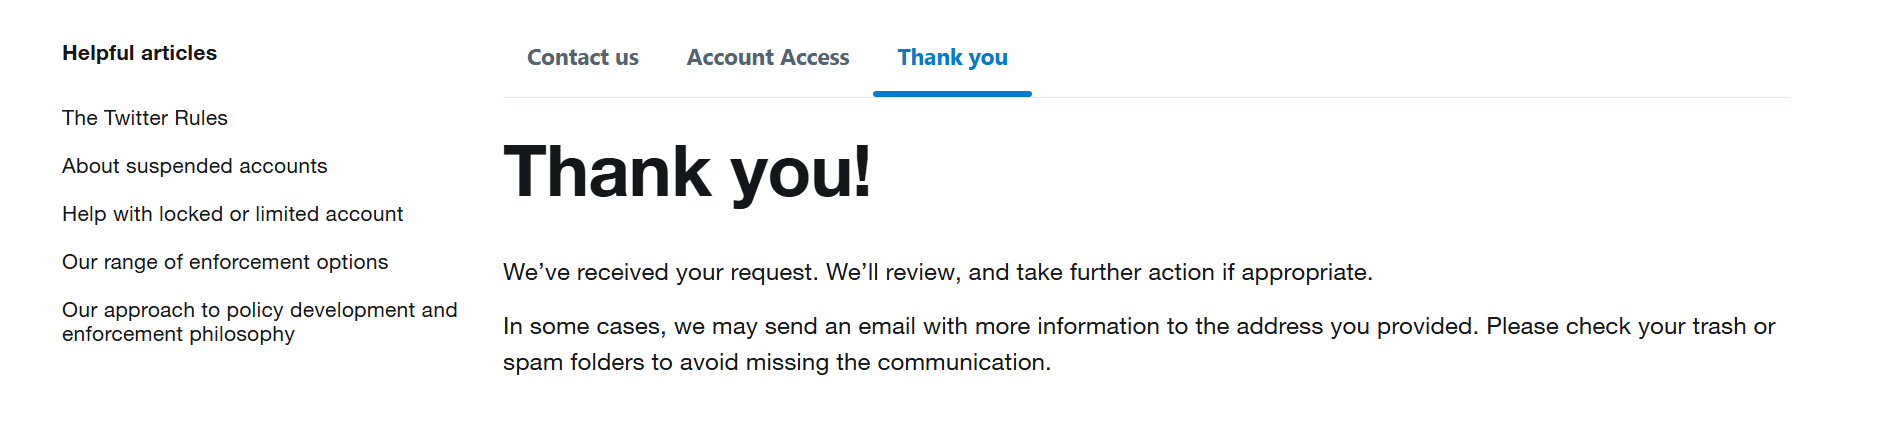 Helpful articles
The Twitter Rules
About suspended accounts
Help with locked or limited account
Our range of enforcement options
Our approach to policy development and
enforcement philosophy
Contact us
Account Access
Thank you
Thank you!
We’ve received your request. We’ll review, and take further action if appropriate.
In some cases, we may send an email with more information to the address you provided. Please check your trash or
spam folders to avoid missing the communication.